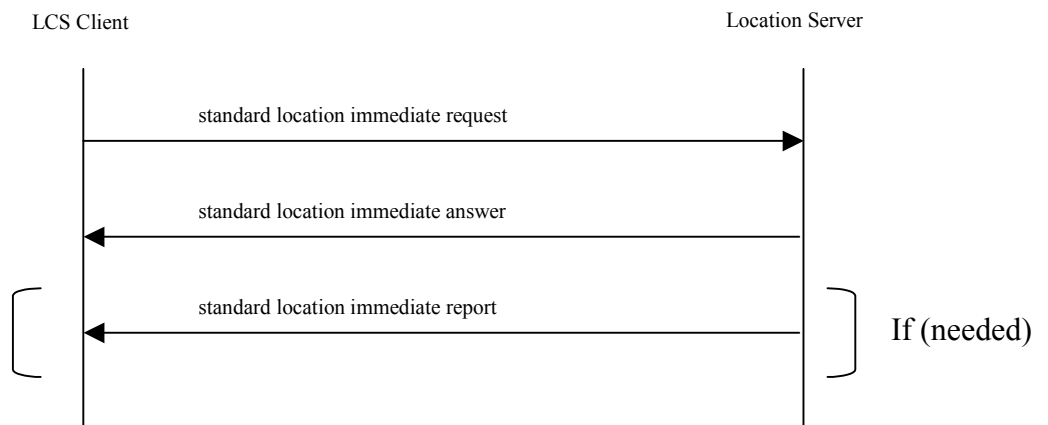 LCS Client
Location Server
standard location immediate request
standard location immediate answer
standard location immediate report
If (needed)